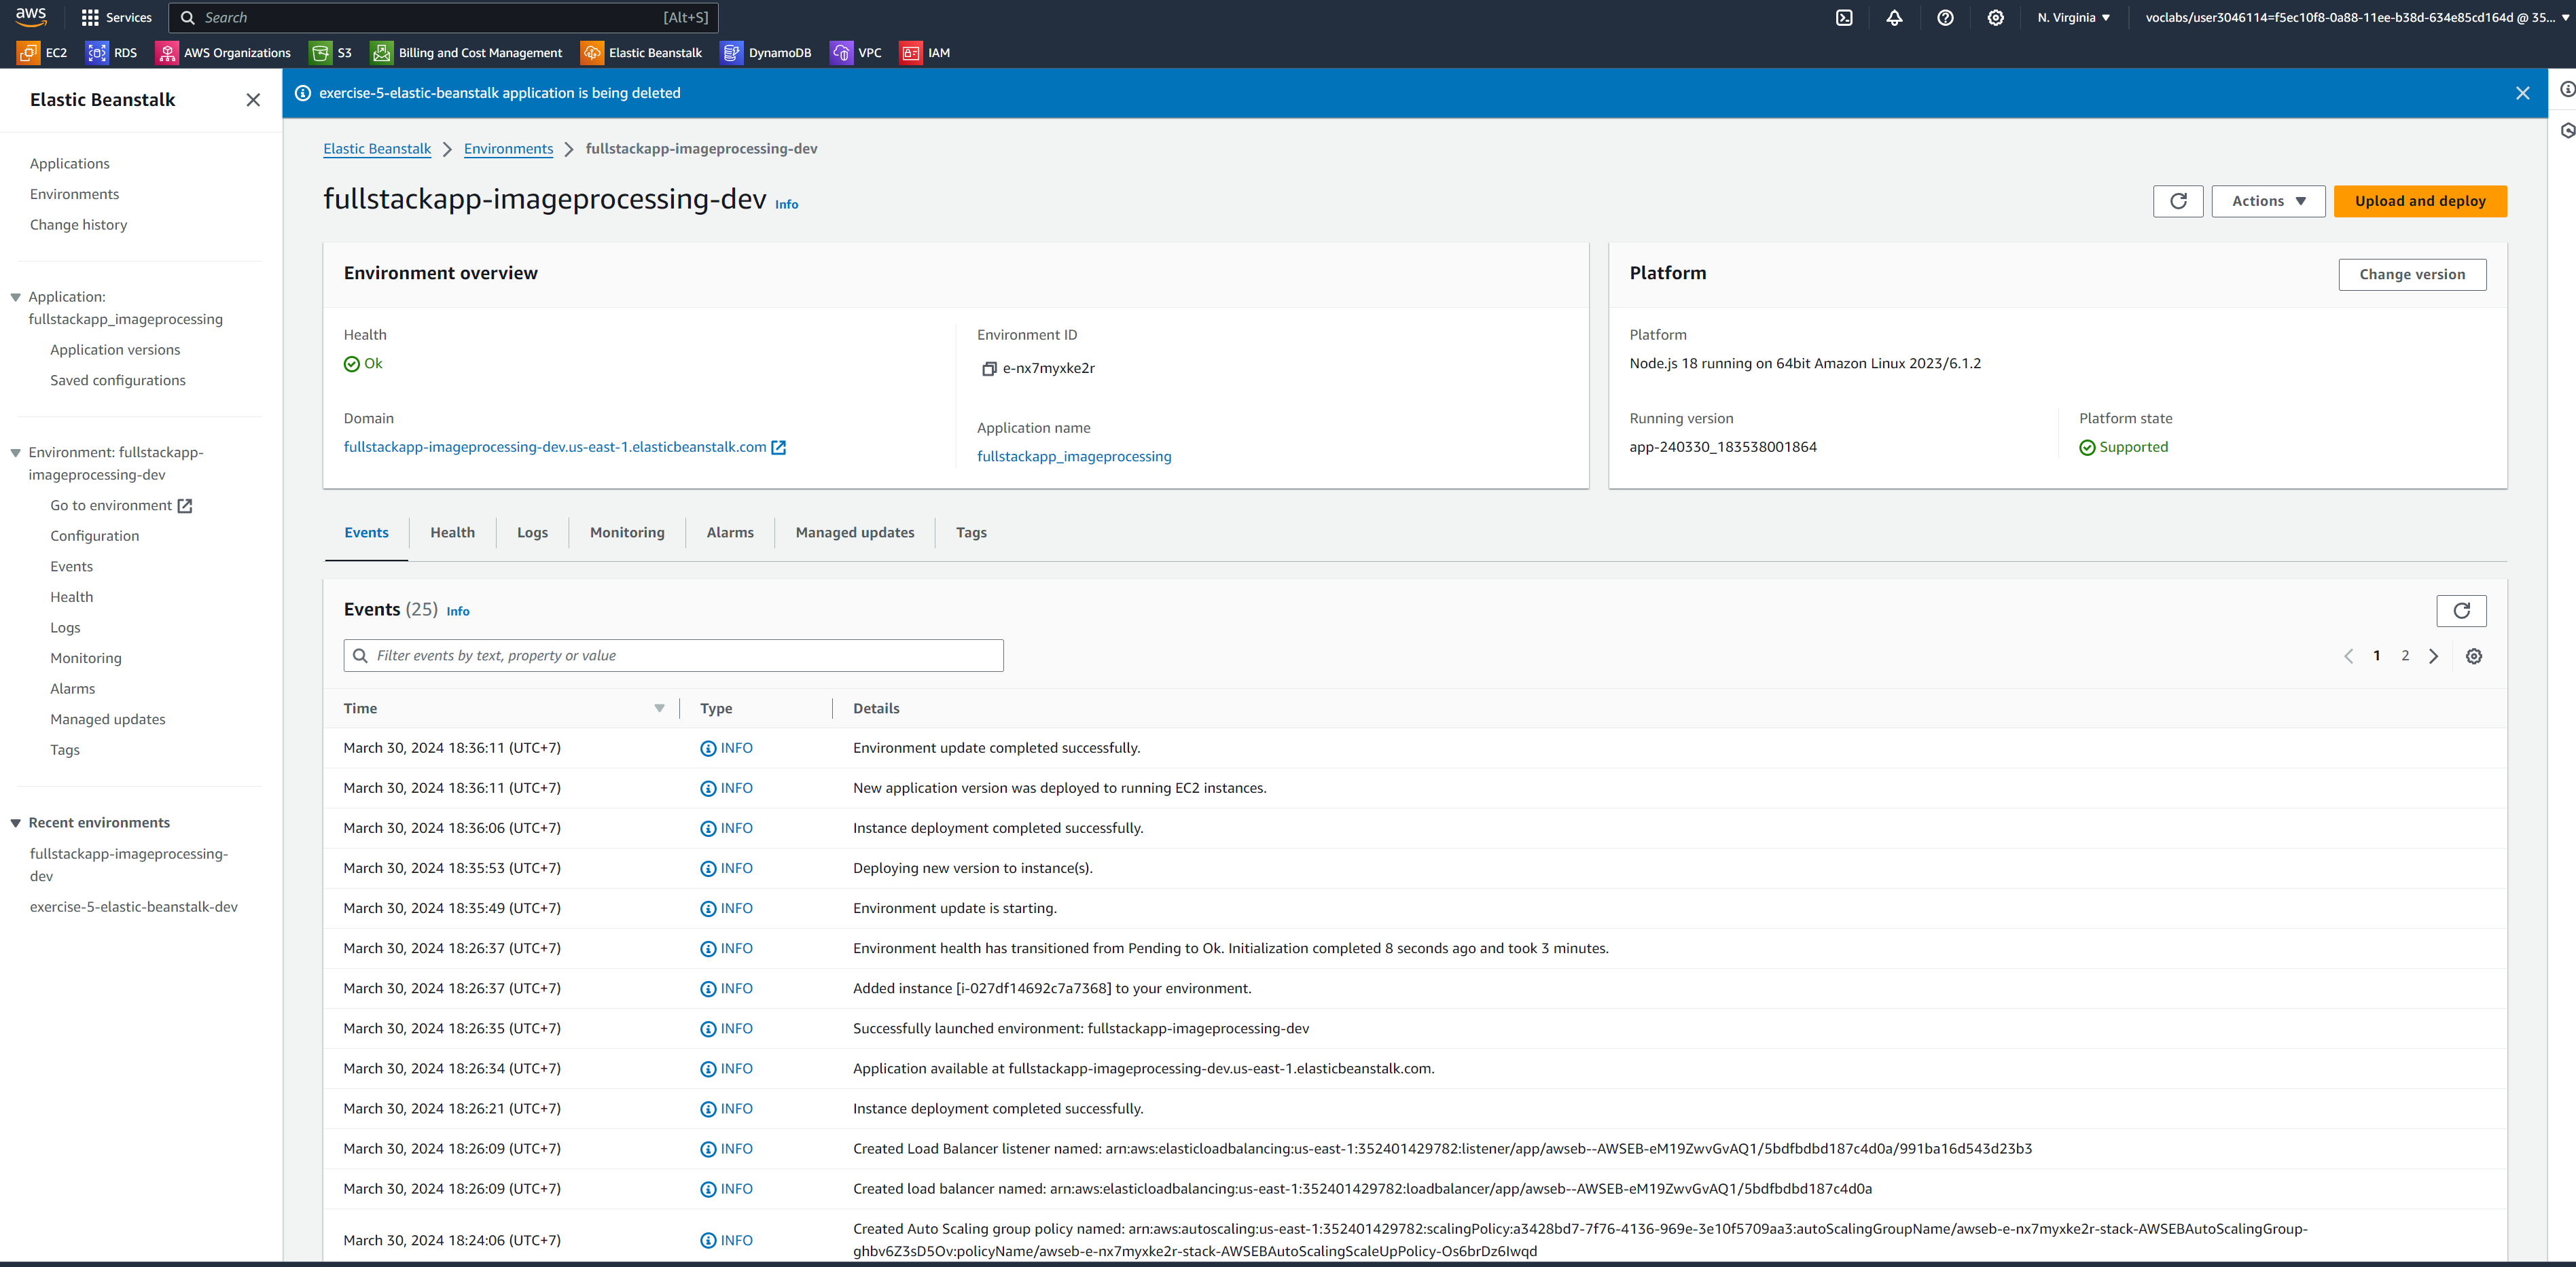 aws
Services
Search
[Alt+S]
N. Virginia
voclabs/user3046114=f5ec10f8-0a88-11ee-b38d-634e85cd164d @ 35...
EC2
RDS
AWS Organizations
S3
Billing and Cost Management
Elastic Beanstalk
DynamoDB
VPC
IAM
Elastic Beanstalk
Applications
Environments
Change history
Application:
fullstackapp_imageprocessing
Application versions
Saved configurations
Environment: fullstackapp-
imageprocessing-dev
Go to environment
Configuration
Events
Health
Logs
Monitoring
Alarms
Managed updates
Tags
Recent environments
fullstackapp-imageprocessing-
dev
exercise-5-elastic-beanstalk-dev
exercise-5-elastic-beanstalk application is being deleted
Elastic Beanstalk > Environments > fullstackapp-imageprocessing-dev
fullstackapp-imageprocessing-dev Info
Actions
Upload and deploy
Environment overview
Health
Ok
Domain
fullstackapp-imageprocessing-dev.us-east-1.elasticbeanstalk.com
Environment ID
e-nx7myxke2r
Application name
fullstackapp_imageprocessing
Platform
Change version
Platform
Node.js 18 running on 64bit Amazon Linux 2023/6.1.2
Running version
app-240330_183538001864
Platform state
Supported
Events
Health
Logs
Monitoring
Alarms
Managed updates
Tags
Events (25) Info
Filter events by text, property or value
1 2
Time Type Details
March 30, 2024 18:36:11 (UTC+7) INFO Environment update completed successfully.
March 30, 2024 18:36:11 (UTC+7) INFO New application version was deployed to running EC2 instances.
March 30, 2024 18:36:06 (UTC+7) INFO Instance deployment completed successfully.
March 30, 2024 18:35:53 (UTC+7) INFO Deploying new version to instance(s).
March 30, 2024 18:35:49 (UTC+7) INFO Environment update is starting.
March 30, 2024 18:26:37 (UTC+7) INFO Environment health has transitioned from Pending to Ok. Initialization completed 8 seconds ago and took 3 minutes.
March 30, 2024 18:26:37 (UTC+7) INFO Added instance [i-027df14692c7a7368] to your environment.
March 30, 2024 18:26:35 (UTC+7) INFO Successfully launched environment: fullstackapp-imageprocessing-dev
March 30, 2024 18:26:34 (UTC+7) INFO Application available at fullstackapp-imageprocessing-dev.us-east-1.elasticbeanstalk.com.
March 30, 2024 18:26:21 (UTC+7) INFO Instance deployment completed successfully.
March 30, 2024 18:26:09 (UTC+7) INFO Created Load Balancer listener named: arn:aws:elasticloadbalancing:us-east-1:352401429782:listener/app/awseb--AWSEB-eM19ZwvGvAQ1/5bdfbdbd187c4d0a/991ba16d543d23b3
March 30, 2024 18:26:09 (UTC+7) INFO Created load balancer named: arn:aws:elasticloadbalancing:us-east-1:352401429782:loadbalancer/app/awseb--AWSEB-eM19ZwvGvAQ1/5bdfbdbd187c4d0a
March 30, 2024 18:24:06 (UTC+7) INFO Created Auto Scaling group policy named: arn:aws:autoscaling:us-east-1:352401429782:scalingPolicy:a3428bd7-7f76-4136-969e-3e10f5709aa3:autoScalingGroupName/awseb-e-nx7myxke2r-stack-AWSEBAutoScalingGroup-
ghbv6Z3sD5Ov:policyName/awseb-e-nx7myxke2r-stack-AWSEBAutoScalingScaleUpPolicy-Os6brDz6Iwqd